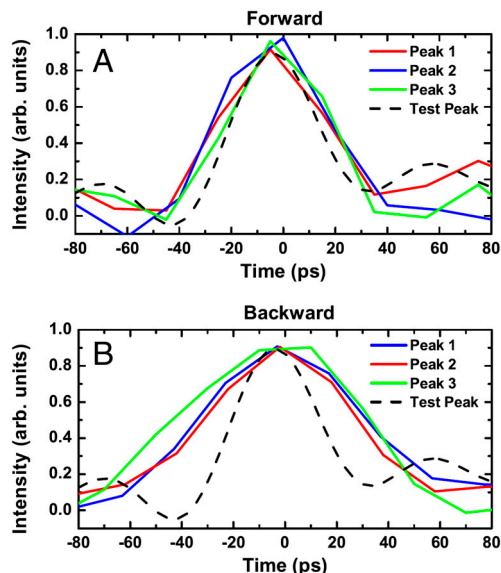 Forward
A
Peak 1
Peak 2
Peak 3
Test Peak
Intensity (arb. units)
1.0
0.8
0.6
0.4
0.2
0.0
-80 -60 -40 -20 0 20 40 60 80
Time (ps)
Backward
B
Peak 1
Peak 2
Peak 3
Test Peak
Intensity (arb. units)
1.0
0.8
0.6
0.4
0.2
0.0
-80 -60 -40 -20 0 20 40 60 80
Time (ps)